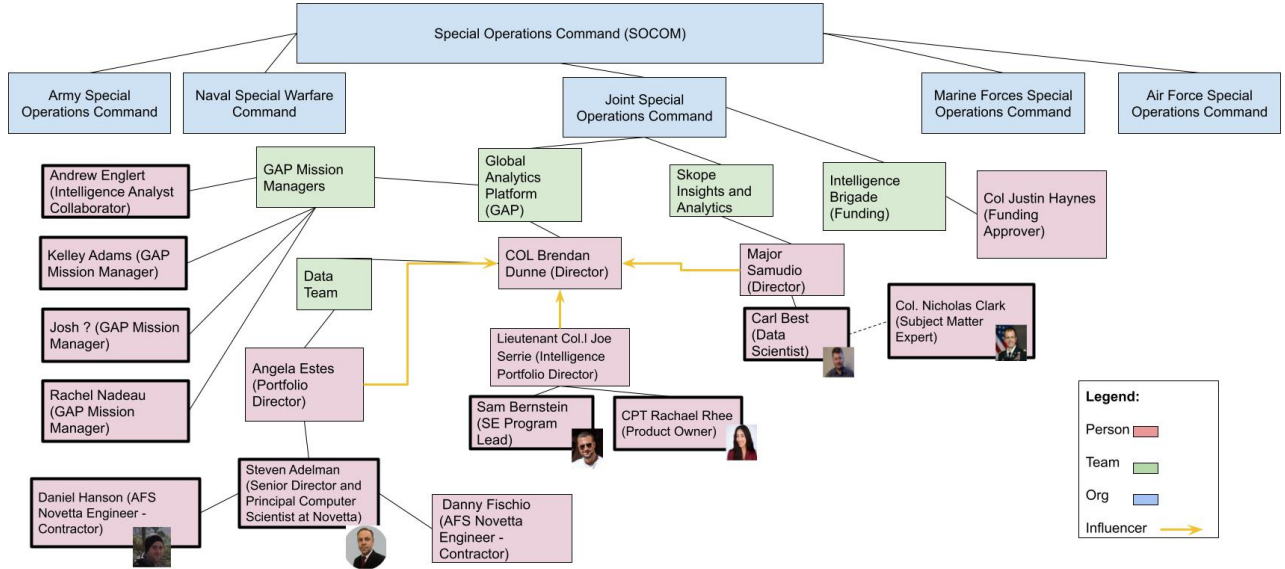 Special Operations Command (SOCOM)
Army Special
Operations Command
Naval Special Warfare
Command
Joint Special
Operations Command
Marine Forces Special
Operations Command
Air Force Special
Operations Command
Andrew Englert
(Intelligence Analyst
Collaborator)
GAP Mission
Managers
Global
Analytics
Platform
(GAP)
Skope
Insights and
Analytics
Intelligence
Brigade
(Funding)
Col Justin Haynes
(Funding
Approver)
Kelley Adams (GAP
Mission Manager)
Data
Team
COL Brendan
Dunne (Director)
Major
Samudio
(Director)
Josh ? (GAP Mission
Manager)
Carl Best
(Data
Scientist)
Col. Nicholas Clark
(Subject Matter
Expert)
Angela Estes
(Portfolio
Director)
Lieutenant Col.l Joe
Serrie (Intelligence
Portfolio Director)
Rachel Nadeau
(GAP Mission
Manager)
Sam Bernstein
(SE Program
Lead)
CPT Rachael Rhee
(Product Owner)
Legend:
Person
Team
Org
Influencer
Daniel Hanson (AFS
Novetta Engineer -
Contractor)
Steven Adelman
(Senior Director and
Principal Computer
Scientist at Novetta)
Danny Fischio
(AFS Novetta
Engineer -
Contractor)